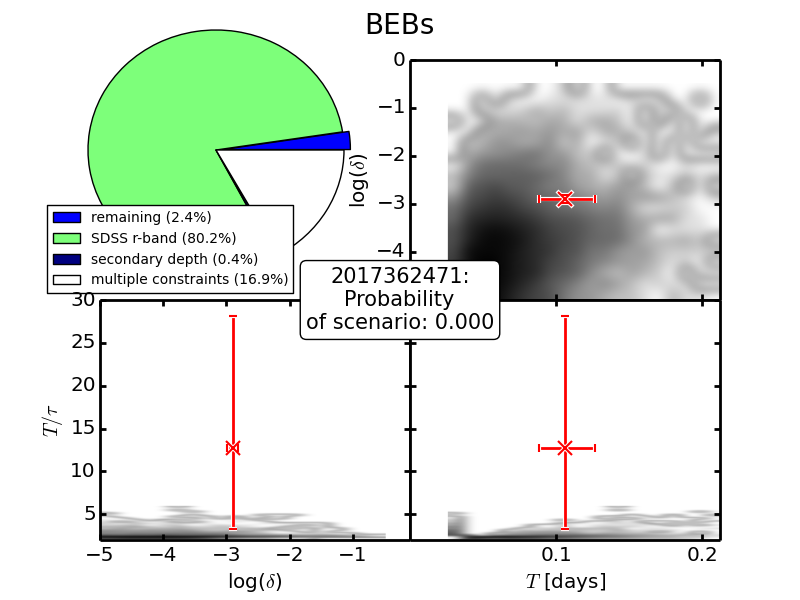 BEBs
0
−1
−2
−3
−4
log(δ)
remaining (2.4%)
SDSS r-band (80.2%)
secondary depth (0.4%)
multiple constraints (16.9%)
2017362471:
Probability
of scenario: 0.000
30
25
20
15
10
5
T/τ
−5 −4 −3 −2 −1
log(δ)
0.1 0.2
T [days]